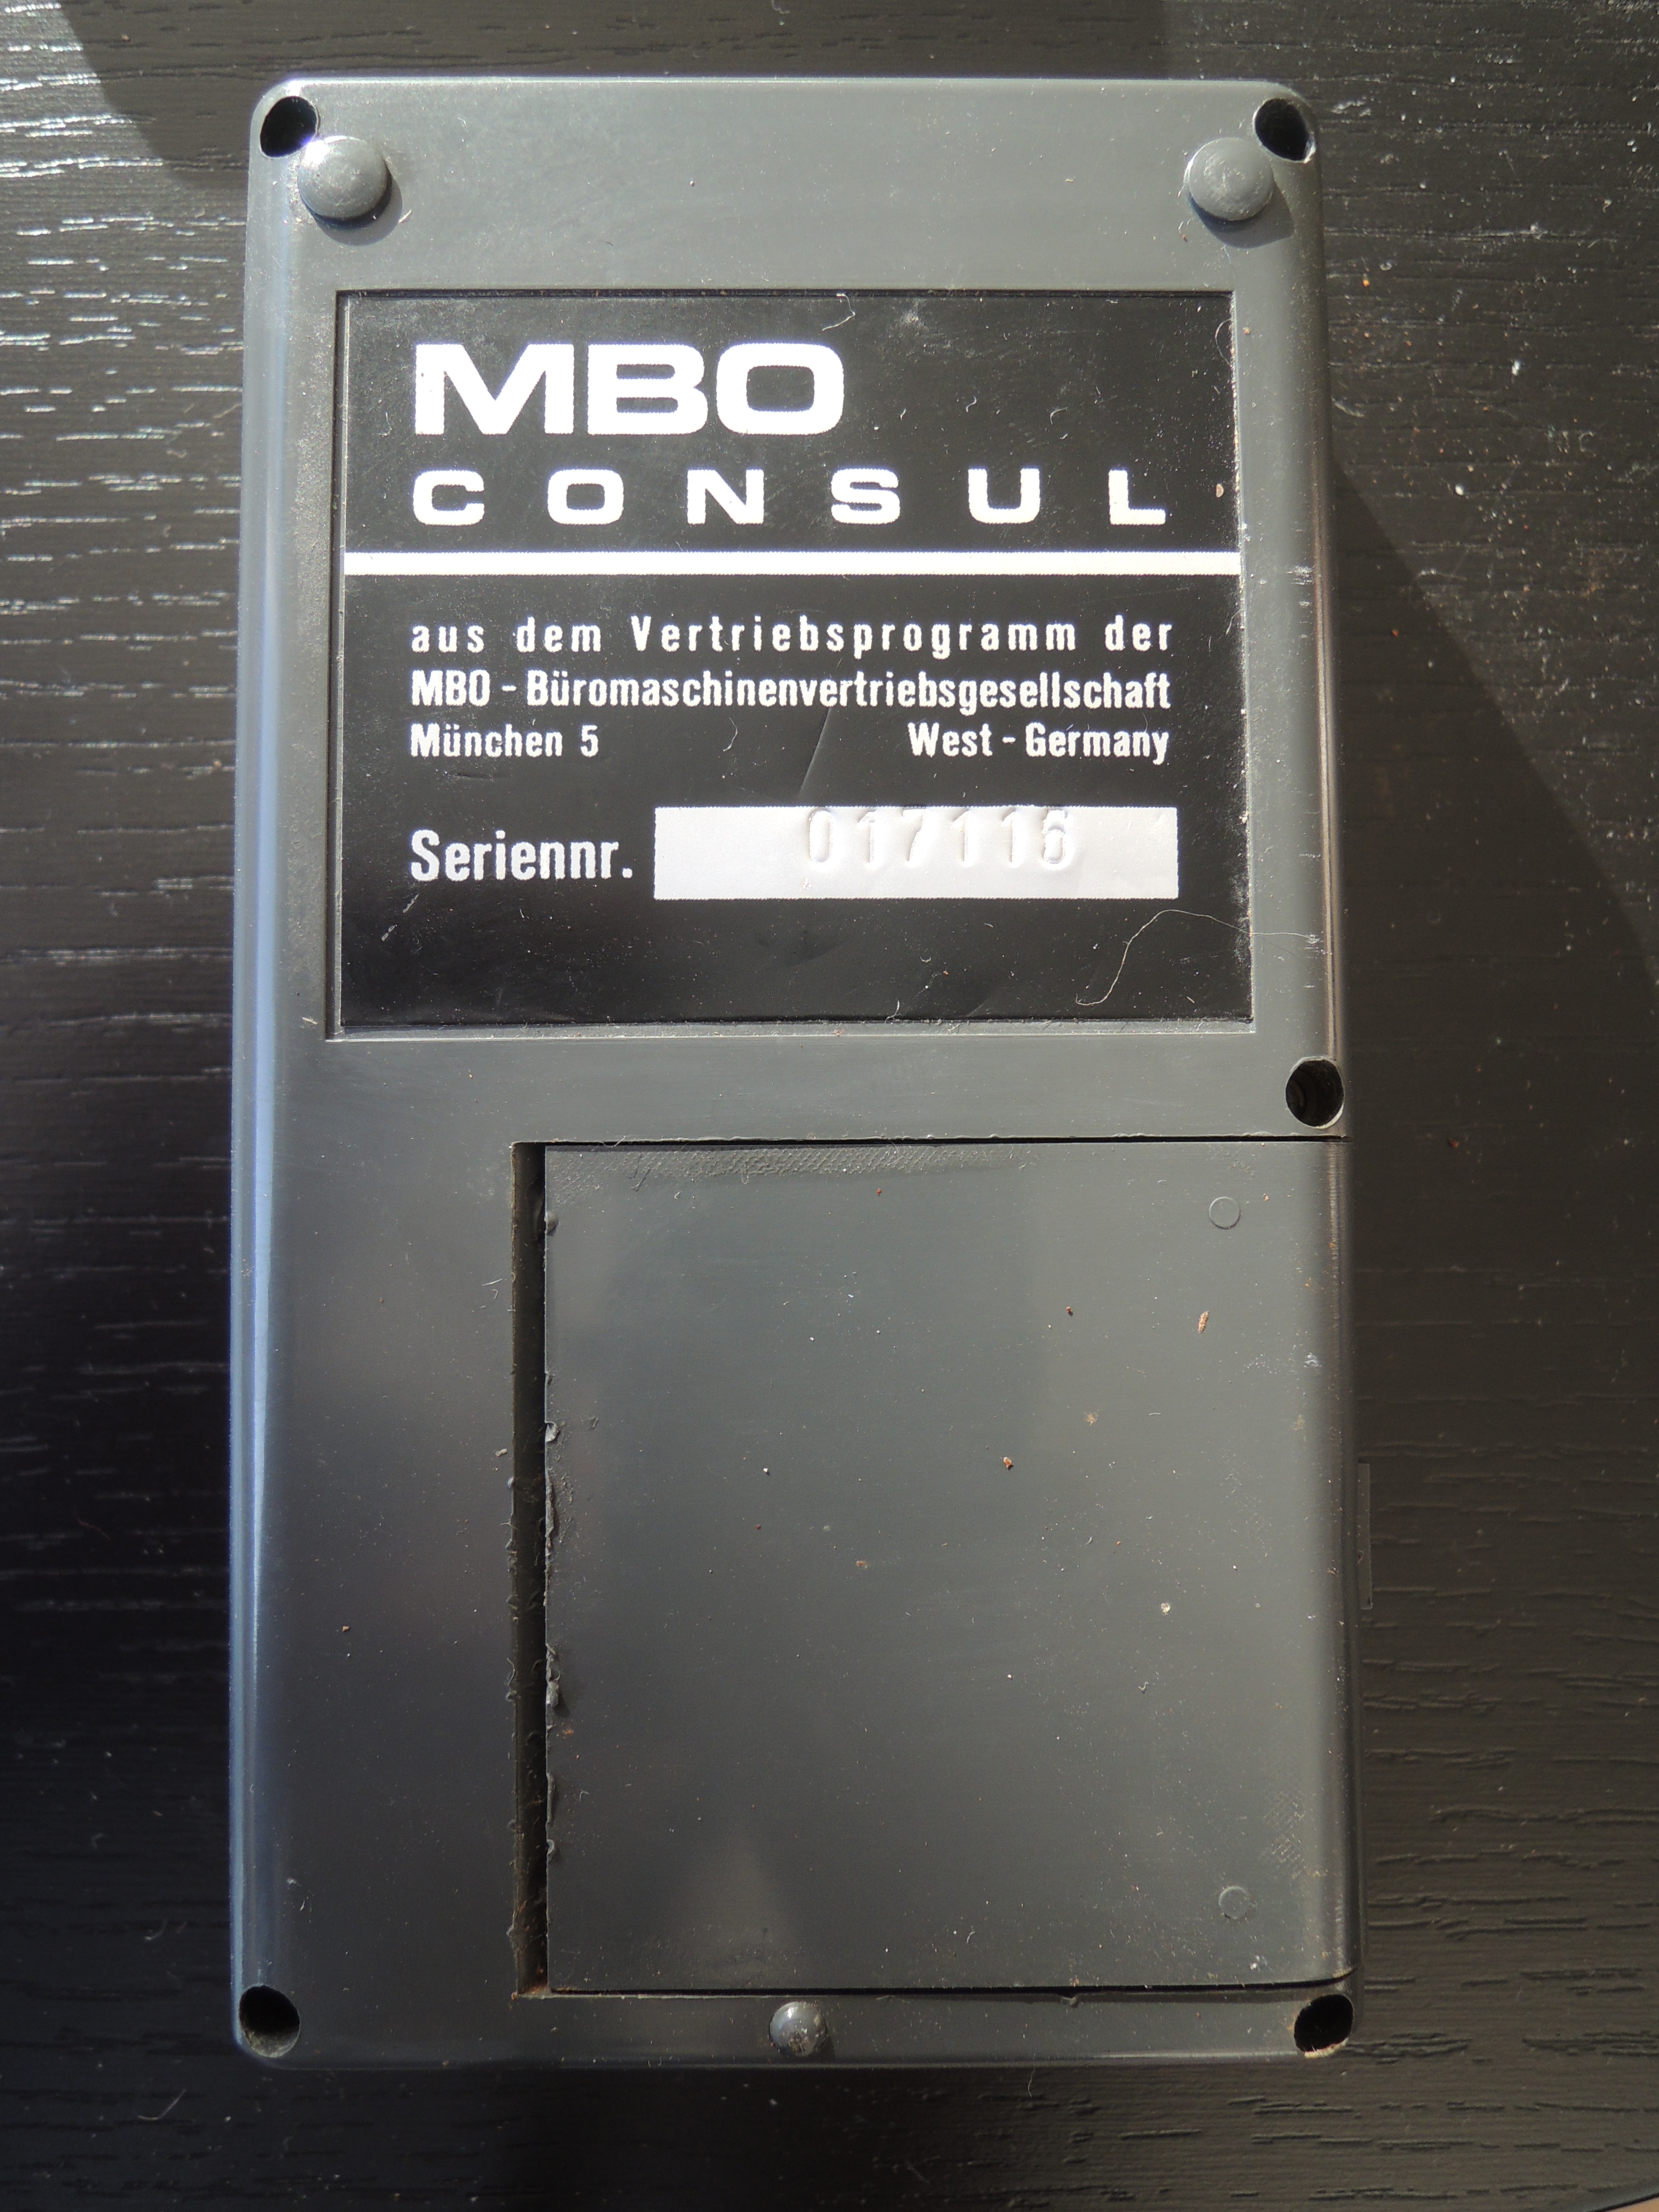 MBO
CONSUL
aus dem Vertriebsprogramm der
MBO - Büromaschinenvertriebsgesellschaft
München 5 West - Germany
Seriennr. 017116